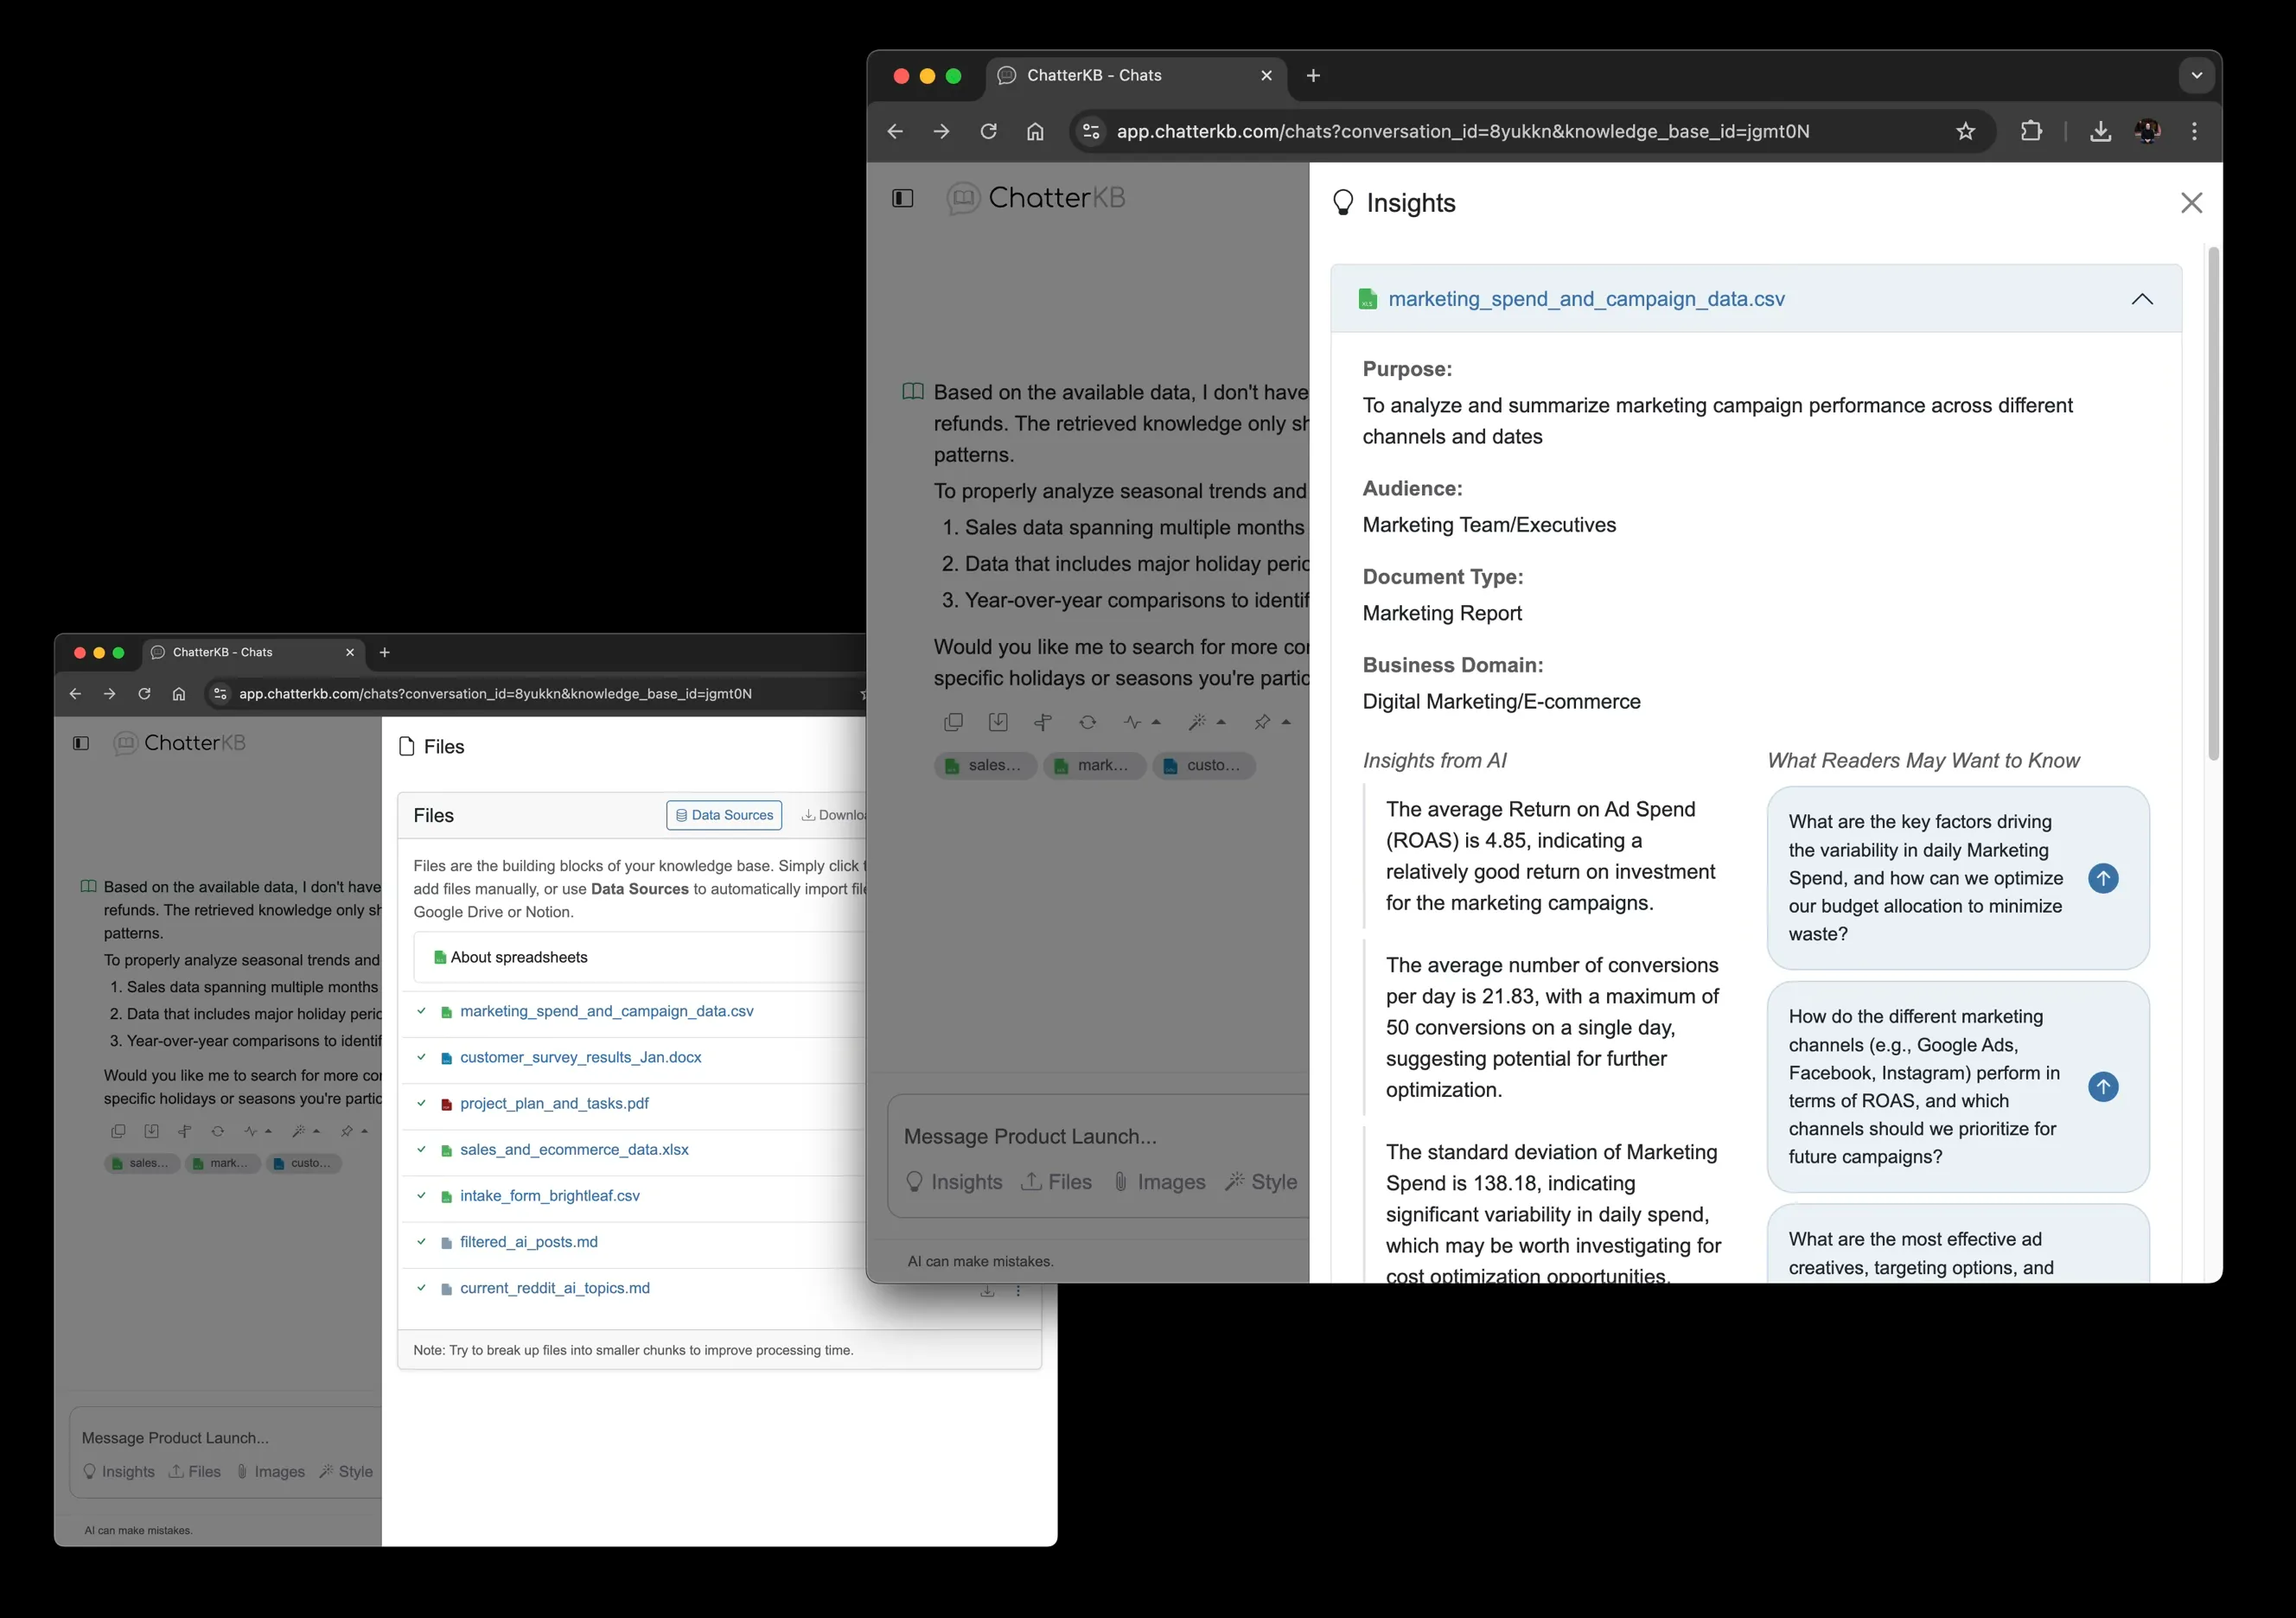 ChatterKB - Chats
app.chatterkb.com/chats?conversation_id=8yukkn&knowledge_base_id=jgmt0N
ChatterKB
Based on the available data, I don't have
refunds. The retrieved knowledge only
patterns.
To properly analyze seasonal trends and
1. Sales data spanning multiple months
2. Data that includes major holiday
3. Year-over-year comparisons to
Would you like me to search for more
specific holidays or seasons you're
sales...
mark...
custo...
Message Product Launch...
Insights Files Images Style
AI can make mistakes.
Insights
XLS
marketing_spend_and_campaign_data.csv
Purpose:
To analyze and summarize marketing campaign performance across different
channels and dates
Audience:
Marketing Team/Executives
Document Type:
Marketing Report
Business Domain:
Digital Marketing/E-commerce
Insights from AI
The average Return on Ad Spend
(ROAS) is 4.85, indicating a
relatively good return on investment
for the marketing campaigns.
The average number of conversions
per day is 21.83, with a maximum of
50 conversions on a single day,
suggesting potential for further
optimization.
The standard deviation of Marketing
Spend is 138.18, indicating
significant variability in daily spend,
which may be worth investigating for
cost optimization opportunities.
What Readers May Want to Know
What are the key factors driving
the variability in daily Marketing
Spend, and how can we optimize
our budget allocation to minimize
waste?
How do the different marketing
channels (e.g., Google Ads,
Facebook, Instagram) perform in
terms of ROAS, and which
channels should we prioritize for
future campaigns?
What are the most effective ad
creatives, targeting options, and
ChatterKB - Chats
app.chatterkb.com/chats?conversation_id=8yukkn&knowledge_base_id=jgmt0N
ChatterKB
Based on the available data, I don't have
refunds. The retrieved knowledge only
patterns.
To properly analyze seasonal trends and
1. Sales data spanning multiple months
2. Data that includes major holiday
3. Year-over-year comparisons to
Would you like me to search for more
specific holidays or seasons you're
sales...
mark...
custo...
Message Product Launch...
Insights Files Images Style
AI can make mistakes.
Files
Files
Data Sources
Files are the building blocks of your knowledge base. Simply click
add files manually, or use Data Sources to automatically import
Google Drive or Notion.
About spreadsheets
marketing_spend_and_campaign_data.csv
customer_survey_results_Jan.docx
project_plan_and_tasks.pdf
sales_and_ecommerce_data.xlsx
intake_form_brightleaf.csv
filtered_ai_posts.md
current_reddit_ai_topics.md
Note: Try to break up files into smaller chunks to improve processing time.